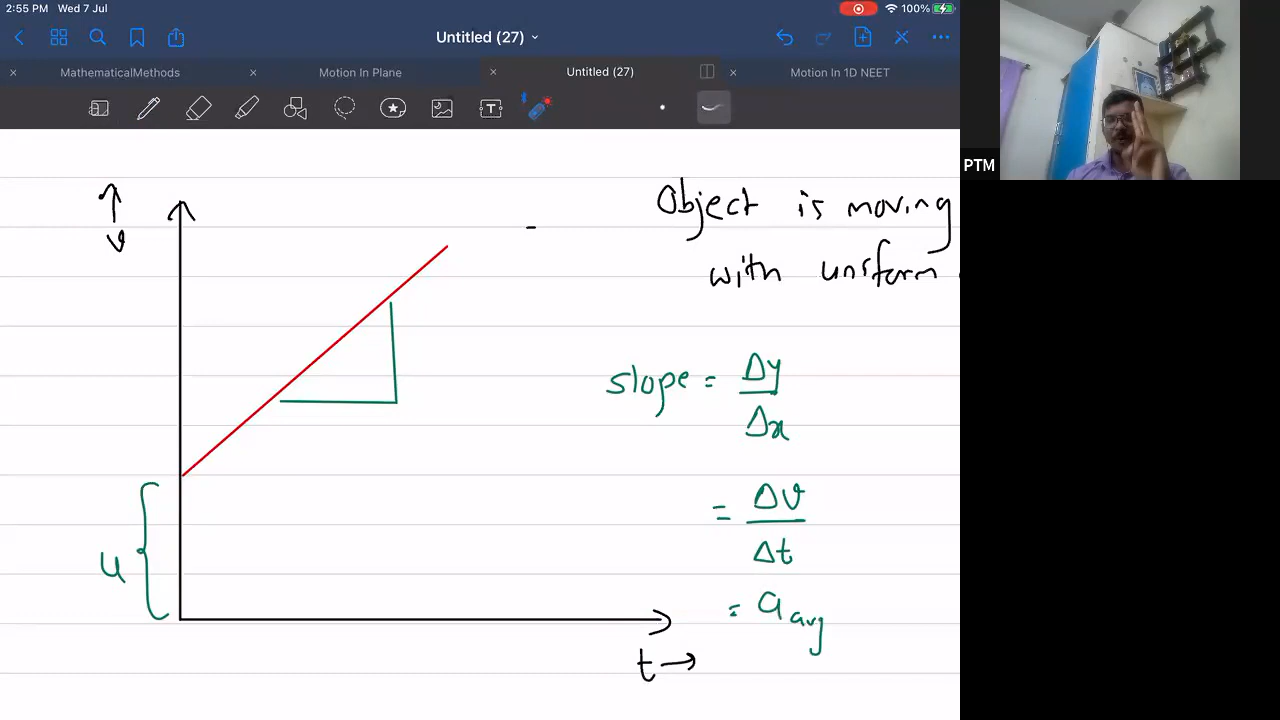 2:55 PM Wed 7 Jul
100%
Untitled (27)
MathematicalMethods
Motion In Plane
Untitled (27)
Motion In 1D NEET
T
PTM
v
Object is moving
with uniform
slope = Δy
Δx
= Δv
Δt
= a avg
u
t →